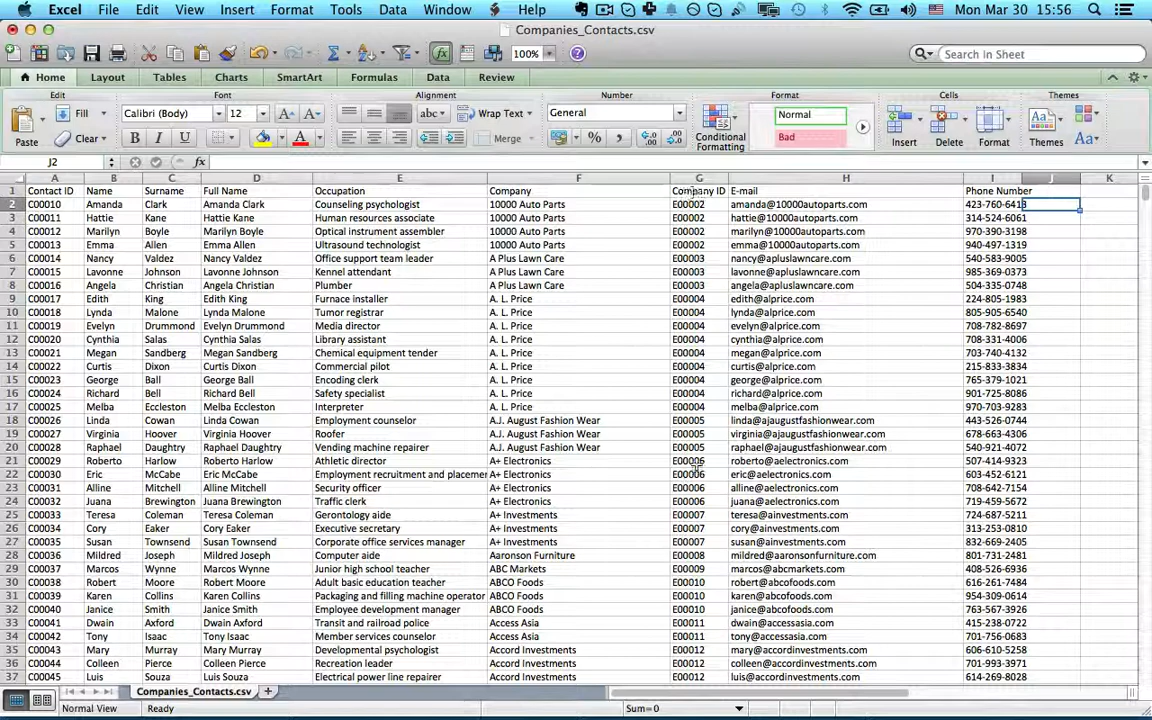 Excel File Edit View Insert Format Tools Data Window Help Mon Mon 30 15:56
Companies_Contacts.csv
100% Search in Sheet
Home Layout Tables Charts SmartArt Formulas Data Review
Edit Font Alignment Number Format Cells Themes
Fill Calibri (Body) 12 A A abc Wrap Text General Normal
Paste Clear B I U A Merge % , .0 .00 .00 .0 Conditional Formatting Bad Insert Delete Format Themes Aa
J2 fx
A B C D E F G H I J K
1 Contact ID Name Surname Full Name Occupation Company Company ID E-mail Phone Number
2 C00010 Amanda Clark Amanda Clark Counseling psychologist 10000 Auto Parts E00002 amanda@10000autoparts.com 423-760-6413
3 C00011 Hattie Kane Hattie Kane Human resources associate 10000 Auto Parts E00002 hattie@10000autoparts.com 314-524-6061
4 C00012 Marilyn Boyle Marilyn Boyle Optical instrument assembler 10000 Auto Parts E00002 marilyn@10000autoparts.com 970-390-3198
5 C00013 Emma Allen Emma Allen Ultrasound technologist 10000 Auto Parts E00002 emma@10000autoparts.com 940-497-1319
6 C00014 Nancy Valdez Nancy Valdez Office support team leader A Plus Lawn Care E00003 nancy@apluslawncare.com 540-583-9005
7 C00015 Lavonne Johnson Lavonne Johnson Kennel attendant A Plus Lawn Care E00003 lavonne@apluslawncare.com 985-369-0373
8 C00016 Angela Christian Angela Christian Plumber A Plus Lawn Care E00003 angela@apluslawncare.com 504-335-0748
9 C00017 Edith King Edith King Furnace installer A. L. Price E00004 edith@alprice.com 224-805-1983
10 C00018 Lynda Malone Lynda Malone Tumor registrar A. L. Price E00004 lynda@alprice.com 805-905-6540
11 C00019 Evelyn Drummond Evelyn Drummond Media director A. L. Price E00004 evelyn@alprice.com 708-782-8697
12 C00020 Cynthia Salas Cynthia Salas Library assistant A. L. Price E00004 cynthia@alprice.com 708-331-4006
13 C00021 Megan Sandberg Megan Sandberg Chemical equipment tender A. L. Price E00004 megan@alprice.com 703-740-4132
14 C00022 Curtis Dixon Curtis Dixon Commercial pilot A. L. Price E00004 curtis@alprice.com 215-833-3834
15 C00023 George Ball George Ball Encoding clerk A. L. Price E00004 george@alprice.com 765-379-1021
16 C00024 Richard Bell Richard Bell Safety specialist A. L. Price E00004 richard@alprice.com 901-725-8086
17 C00025 Melba Eccleston Melba Eccleston Interpreter A. L. Price E00004 melba@alprice.com 970-703-9283
18 C00026 Linda Cowan Linda Cowan Employment counselor A.J. August Fashion Wear E00005 linda@ajaugustfashionwear.com 443-526-0744
19 C00027 Virginia Hoover Virginia Hoover Roofer A.J. August Fashion Wear E00005 virginia@ajaugustfashionwear.com 678-663-4306
20 C00028 Raphael Daughtry Raphael Daughtry Vending machine repairer A.J. August Fashion Wear E00005 raphael@ajaugustfashionwear.com 540-921-4072
21 C00029 Roberto Harlow Roberto Harlow Athletic director A+ Electronics E00006 roberto@aelectronics.com 507-414-9323
22 C00030 Eric McCabe Eric McCabe Employment recruitment and placemer A+ Electronics E00006 eric@aelectronics.com 603-452-6121
23 C00031 Alline Mitchell Alline Mitchell Security officer A+ Electronics E00006 alline@aelectronics.com 708-642-7154
24 C00032 Juana Brewington Juana Brewington Traffic clerk A+ Electronics E00006 juana@aelectronics.com 719-459-5672
25 C00033 Teresa Coleman Teresa Coleman Gerontology aide A+ Investments E00007 teresa@ainvestments.com 724-687-5211
26 C00034 Cory Eaker Cory Eaker Executive secretary A+ Investments E00007 cory@ainvestments.com 313-253-0810
27 C00035 Susan Townsend Susan Townsend Corporate office services manager A+ Investments E00007 susan@ainvestments.com 832-669-2405
28 C00036 Mildred Joseph Mildred Joseph Computer aide Aaronson Furniture E00008 mildred@aaronsonfurniture.com 801-731-2481
29 C00037 Marcos Wynne Marcos Wynne Junior high school teacher ABC Markets E00009 marcos@abcmarkets.com 408-526-6936
30 C00038 Robert Moore Robert Moore Adult basic education teacher ABCO Foods E00010 robert@abcofoods.com 616-261-7484
31 C00039 Karen Collins Karen Collins Packaging and filling machine operator ABCO Foods E00010 karen@abcofoods.com 954-309-0614
32 C00040 Janice Smith Janice Smith Employee development manager ABCO Foods E00010 janice@abcofoods.com 763-567-3926
33 C00041 Dwain Axford Dwain Axford Transit and railroad police Access Asia E00011 dwain@accessasia.com 415-238-0722
34 C00042 Tony Isaac Tony Isaac Member services counselor Access Asia E00011 tony@accessasia.com 701-756-0683
35 C00043 Mary Murray Mary Murray Developmental psychologist Accord Investments E00012 mary@accordinvestments.com 606-610-5258
36 C00044 Colleen Pierce Colleen Pierce Recreation leader Accord Investments E00012 colleen@accordinvestments.com 701-993-3971
37 C00045 Luis Souza Luis Souza Electrical power line repairer Accord Investments E00012 luis@accordinvestments.com 614-269-8028
Companies_Contacts.csv
Normal View Ready Sum=0